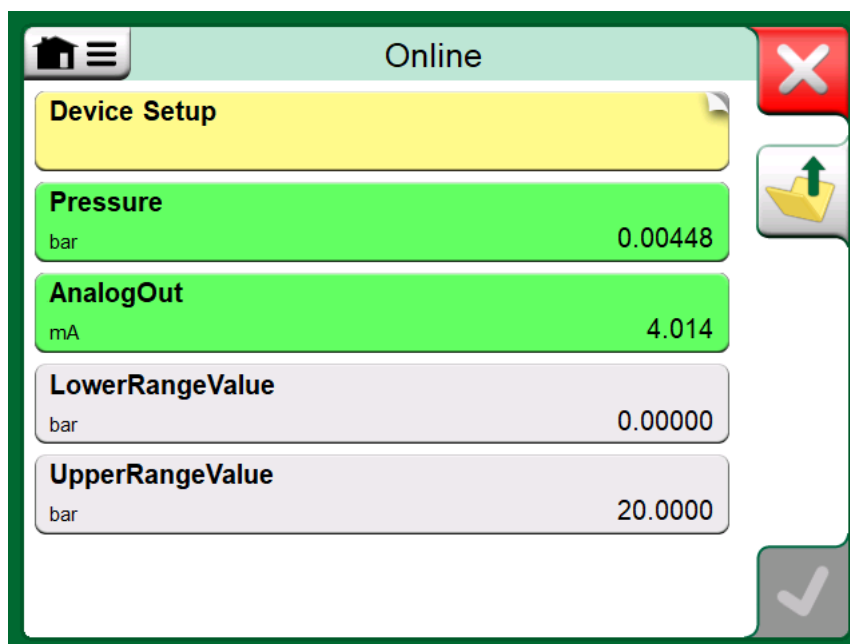 Online
Device Setup
Pressure
bar 0.00448
AnalogOut
mA 4.014
LowerRangeValue
bar 0.00000
UpperRangeValue
bar 20.0000